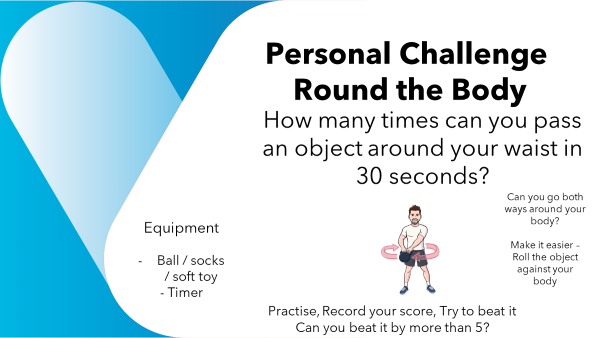 Personal Challenge
Round the Body
How many times can you pass
an object around your waist in
30 seconds?
Can you go both
ways around your
body?
Make it easier –
Roll the object
against your
body
Equipment
- Ball / socks
/ soft toy
- Timer
Practise, Record your score, Try to beat it
Can you beat it by more than 5?